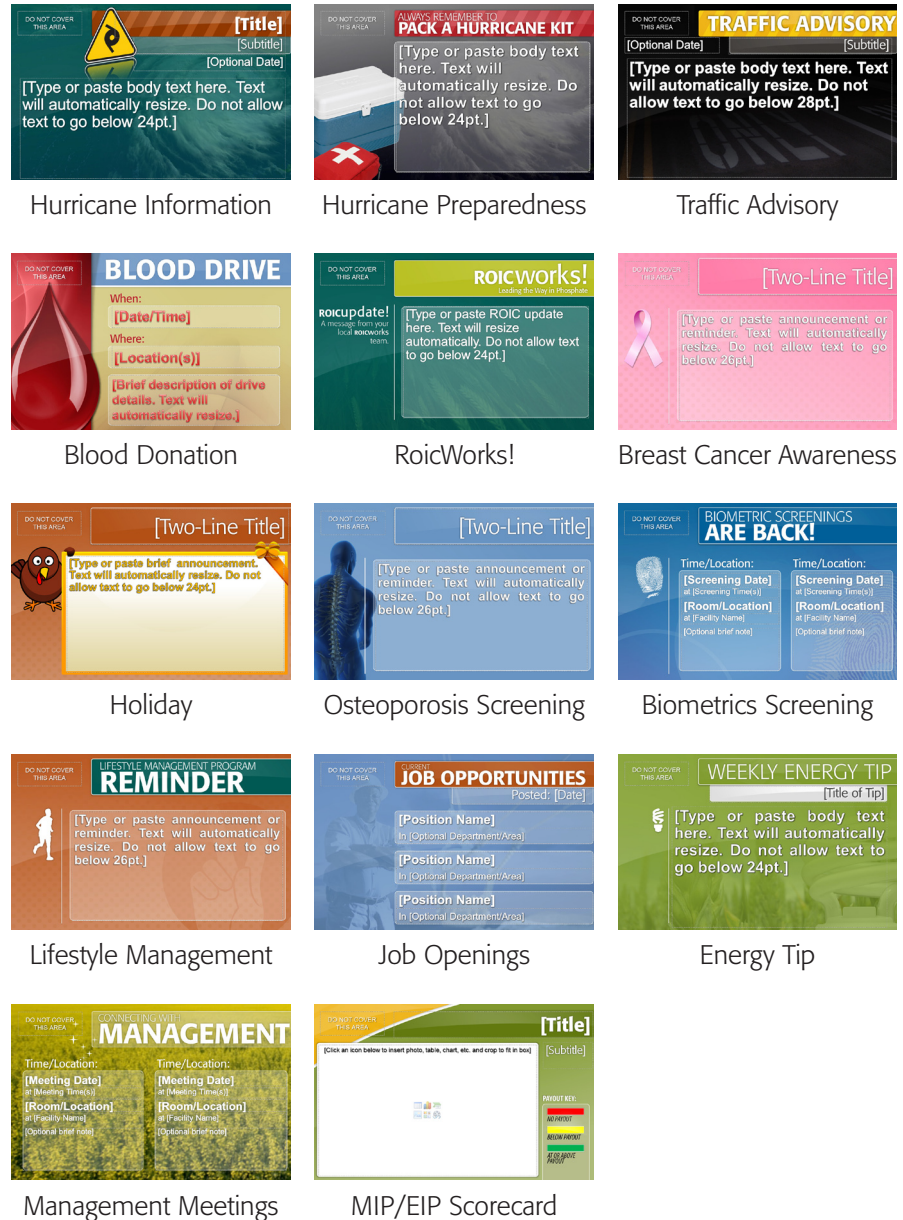 DO NOT COVER
THIS AREA
[Title]
[Subtitle]
[Optional Date]
[Type or paste body text here. Text
will automatically resize. Do not allow
text to go below 24pt.]
Hurricane Information
DO NOT COVER
THIS AREA
ALWAYS REMEMBER TO
PACK A HURRICANE KIT
[Type or paste body text
here. Text will
automatically resize. Do
not allow text to go
below 24pt.]
Hurricane Preparedness
DO NOT COVER
THIS AREA
TRAFFIC ADVISORY
[Optional Date]
[Subtitle]
[Type or paste body text here. Text
will automatically resize. Do not
allow text to go below 28pt.]
Traffic Advisory
DO NOT COVER
THIS AREA
BLOOD DRIVE
When:
[Date/Time]
Where:
[Location(s)]
[Brief description of drive
details. Text will
automatically resize.]
Blood Donation
DO NOT COVER
THIS AREA
ROICWorks!
Leading the Way in Phosphate
ROICupdate!
A message from your
local ROICWorks
team.
[Type or paste ROIC update
here. Text will resize
automatically. Do not allow text
to go below 24pt.]
RoicWorks!
DO NOT COVER
THIS AREA
[Two-Line Title]
[Type or paste announcement or
reminder. Text will automatically
resize. Do not allow text to go
below 26pt.]
Breast Cancer Awareness
DO NOT COVER
THIS AREA
[Two-Line Title]
[Type or paste brief announcement.
Text will automatically resize. Do not
allow text to go below 24pt.]
Holiday
DO NOT COVER
THIS AREA
[Two-Line Title]
[Type or paste announcement or
reminder. Text will automatically
resize. Do not allow text to go
below 26pt.]
Osteoporosis Screening
DO NOT COVER
THIS AREA
BIOMETRIC SCREENINGS
ARE BACK!
Time/Location:
[Screening Date]
at [Screening Time(s)]
[Room/Location]
at [Facility Name]
[Optional brief note]
Time/Location:
[Screening Date]
at [Screening Time(s)]
[Room/Location]
at [Facility Name]
[Optional brief note]
Biometrics Screening
DO NOT COVER
THIS AREA
LIFESTYLE MANAGEMENT PROGRAM
REMINDER
[Type or paste announcement or
reminder. Text will automatically
resize. Do not allow text to go
below 26pt.]
Lifestyle Management
DO NOT COVER
THIS AREA
CURRENT
JOB OPPORTUNITIES
Posted: [Date]
[Position Name]
In [Optional Department/Area]
[Position Name]
In [Optional Department/Area]
[Position Name]
In [Optional Department/Area]
Job Openings
DO NOT COVER
THIS AREA
WEEKLY ENERGY TIP
[Title of Tip]
[Type or paste body text
here. Text will automatically
resize. Do not allow text to
go below 24pt.]
Energy Tip
DO NOT COVER
THIS AREA
CONNECTING WITH
MANAGEMENT
Time/Location:
[Meeting Date]
at [Meeting Time(s)]
[Room/Location]
at [Facility Name]
[Optional brief note]
Time/Location:
[Meeting Date]
at [Meeting Time(s)]
[Room/Location]
at [Facility Name]
[Optional brief note]
Management Meetings
DO NOT COVER
THIS AREA
[Title]
[Subtitle]
[Click an icon below to insert photo, table, chart, etc. and crop to fit in box]
PAYOUT KEY:
NO PAYOUT
BELOW PAYOUT
AT OR ABOVE
PAYOUT
MIP/EIP Scorecard